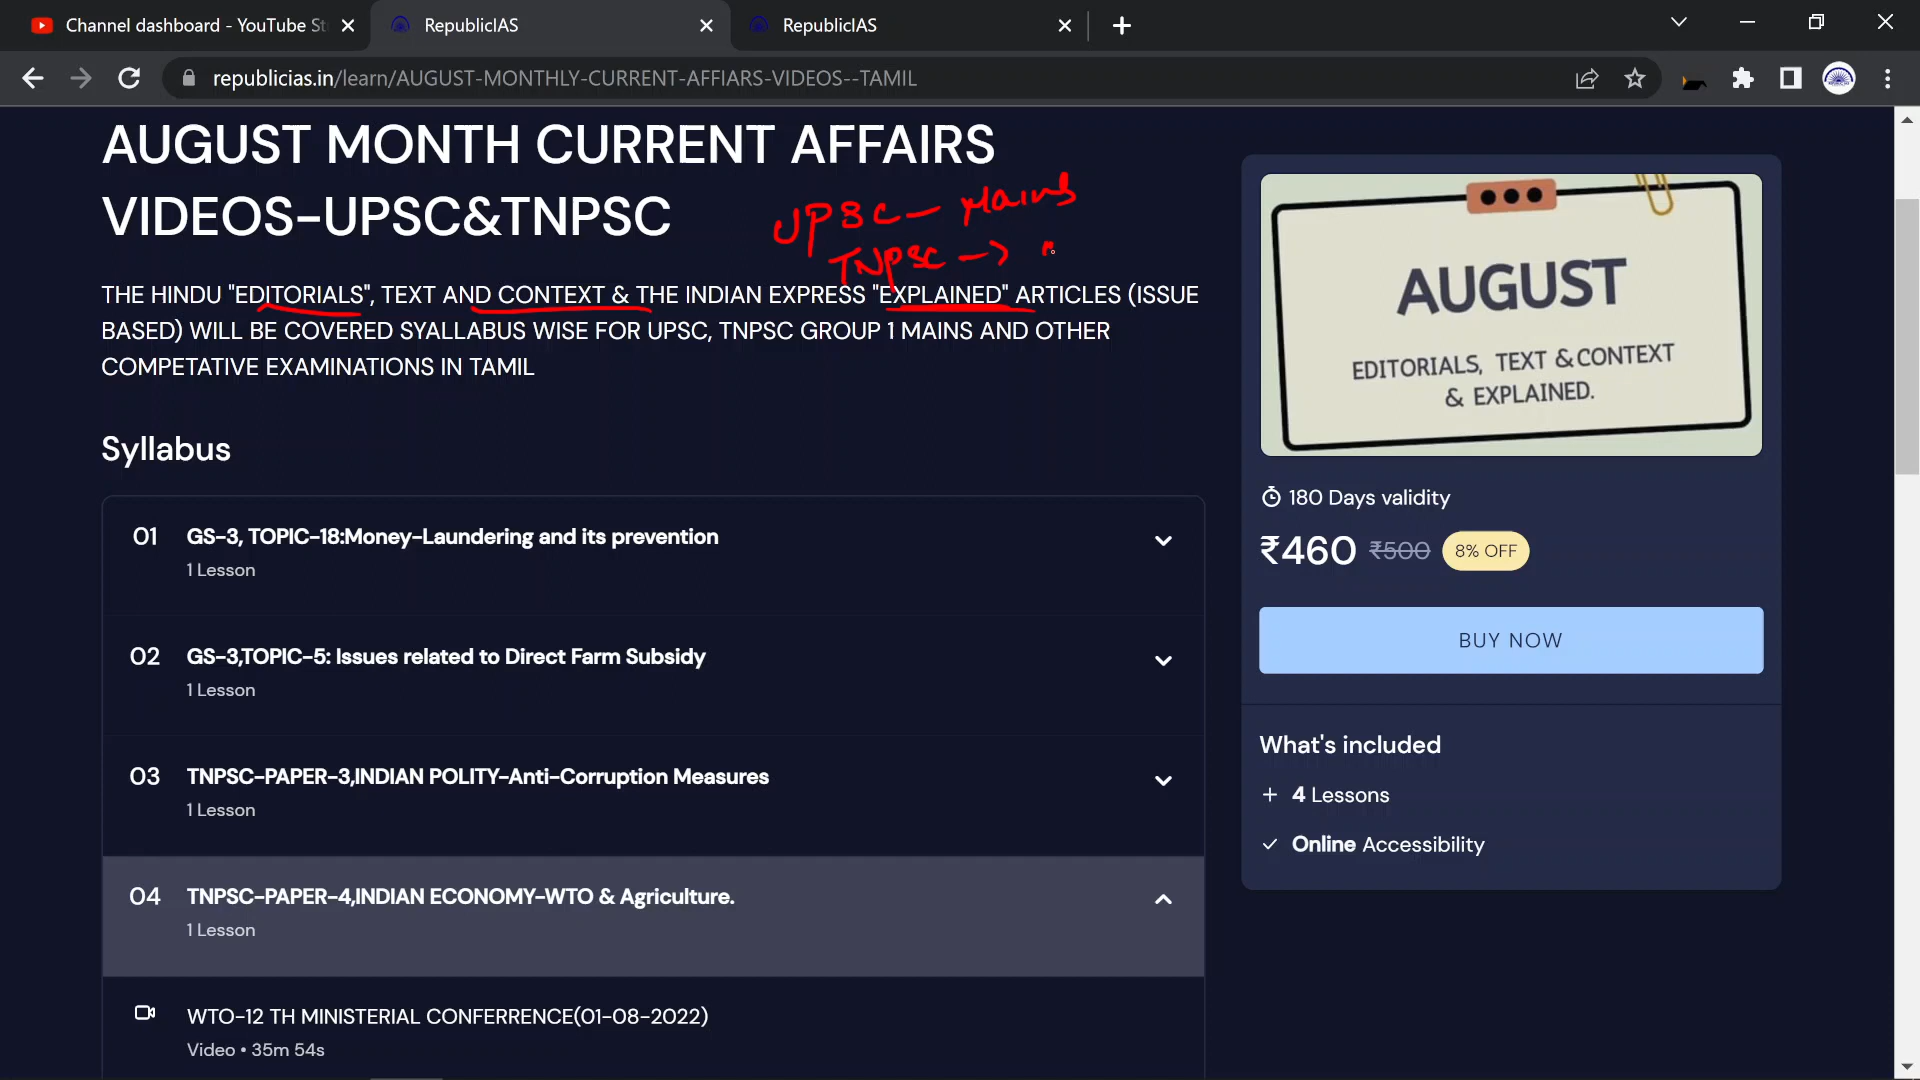 Channel dashboard - YouTube St
RepublicIAS
RepublicIAS
republicias.in/learn/AUGUST-MONTHLY-CURRENT-AFFIARS-VIDEOS--TAMIL
AUGUST MONTH CURRENT AFFAIRS
VIDEOS-UPSC&TNPSC
UPSC - Mains
TNPSC →
THE HINDU "EDITORIALS", TEXT AND CONTEXT & THE INDIAN EXPRESS "EXPLAINED" ARTICLES (ISSUE
BASED) WILL BE COVERED SYALLABUS WISE FOR UPSC, TNPSC GROUP 1 MAINS AND OTHER
COMPETATIVE EXAMINATIONS IN TAMIL
Syllabus
01 GS-3, TOPIC-18:Money-Laundering and its prevention
1 Lesson
02 GS-3,TOPIC-5: Issues related to Direct Farm Subsidy
1 Lesson
03 TNPSC-PAPER-3,INDIAN POLITY-Anti-Corruption Measures
1 Lesson
04 TNPSC-PAPER-4,INDIAN ECONOMY-WTO & Agriculture.
1 Lesson
WTO-12 TH MINISTERIAL CONFERRENCE(01-08-2022)
Video • 35m 54s
AUGUST
EDITORIALS, TEXT & CONTEXT
& EXPLAINED.
180 Days validity
₹460 ₹500 8% OFF
BUY NOW
What's included
+ 4 Lessons
Online Accessibility